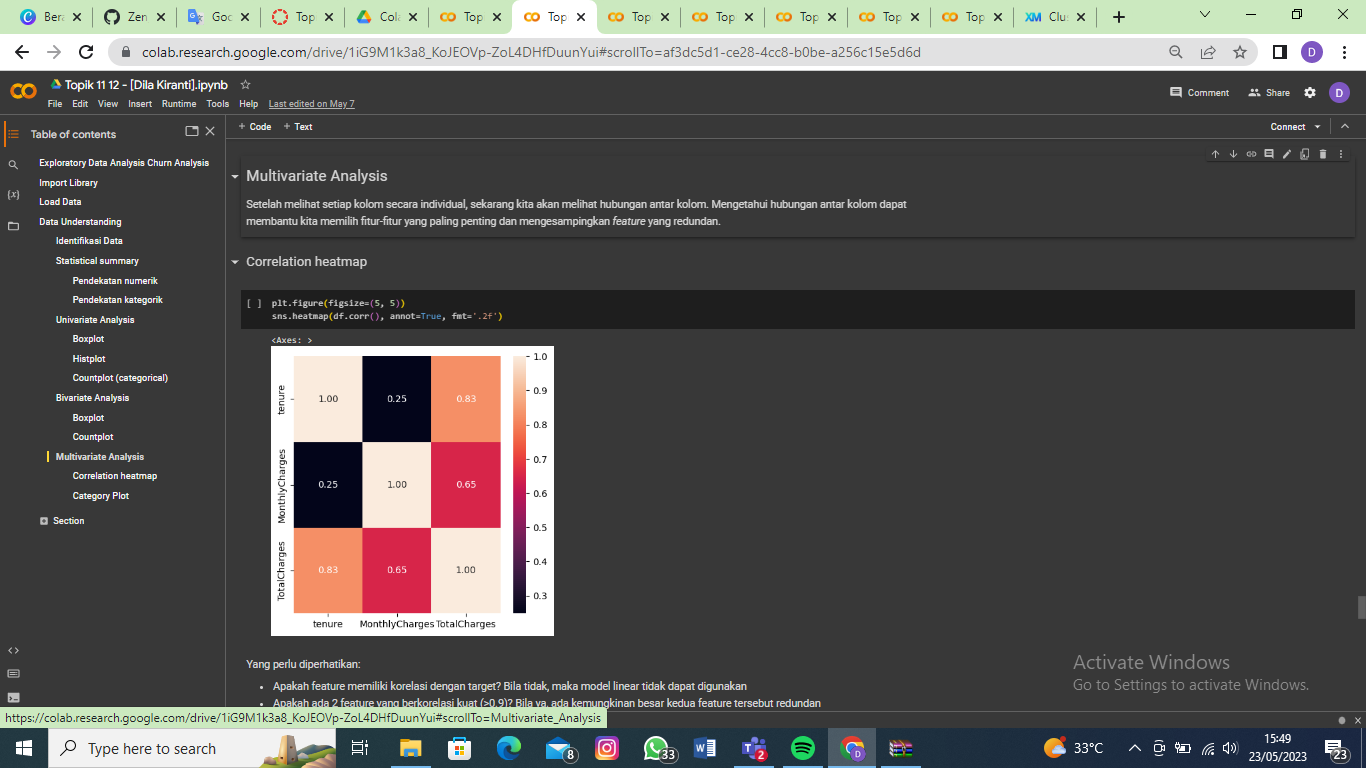 Bera
Zen
Goo
Top
Col
Top
Top
Top
Top
Top
Top
Top
XM
Clu
colab.research.google.com/drive/1iG9M1k3a8_KoJEOVp-ZoL4DHfDuunYui#scrollTo=af3dc5d1-ce28-4cc8-b0be-a256c15e5d6d
D
Topik 11 12 - [Dila Kiranti].ipynb
File Edit View Insert Runtime Tools Help Last edited on May 7
Comment
Share
D
Table of contents
+ Code + Text
Connect
Exploratory Data Analysis Churn Analysis
Import Library
Load Data
Data Understanding
Identifikasi Data
Statistical summary
Pendekatan numerik
Pendekatan kategorik
Univariate Analysis
Boxplot
Histplot
Countplot (categorical)
Bivariate Analysis
Boxplot
Countplot
Multivariate Analysis
Correlation heatmap
Category Plot
Section
Multivariate Analysis
Setelah melihat setiap kolom secara individual, sekarang kita akan melihat hubungan antar kolom. Mengetahui hubungan antar kolom dapat
membantu kita memilih fitur-fitur yang paling penting dan mengesampingkan feature yang redundan.
Correlation heatmap
[ ] plt.figure(figsize=(5, 5))
sns.heatmap(df.corr(), annot=True, fmt='.2f')
<Axes: >
tenure
1.00 0.25 0.83
MonthlyCharges
0.25 1.00 0.65
TotalCharges
0.83 0.65 1.00
tenure MonthlyCharges TotalCharges
1.0
0.9
0.8
0.7
0.6
0.5
0.4
0.3
Yang perlu diperhatikan:
• Apakah feature memiliki korelasi dengan target? Bila tidak, maka model linear tidak dapat digunakan
• Apakah ada 2 feature yang berkorelasi kuat (>0.9)? Bila ya, ada kemungkinan besar kedua feature tersebut redundan
Activate Windows
Go to Settings to activate Windows.
https://colab.research.google.com/drive/1iG9M1k3a8_KoJEOVp-ZoL4DHfDuunYui#scrollTo=Multivariate_Analysis
Type here to search
8
33
2
D
33°C
15:49
23/05/2023
23